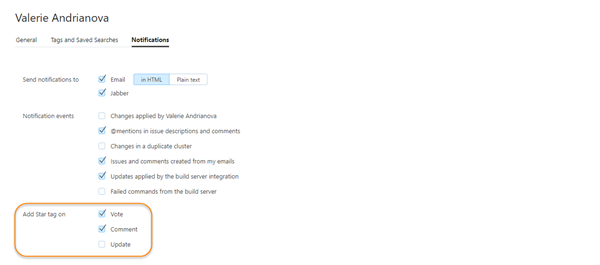 Valerie Andrianova
General Tags and Saved Searches Notifications
Send notifications to Email in HTML Plain text
Jabber
Notification events Changes applied by Valerie Andrianova
@mentions in issue descriptions and comments
Changes in a duplicate cluster
Issues and comments created from my emails
Updates applied by the build server integration
Failed commands from the build server
Add Star tag on Vote
Comment
Update